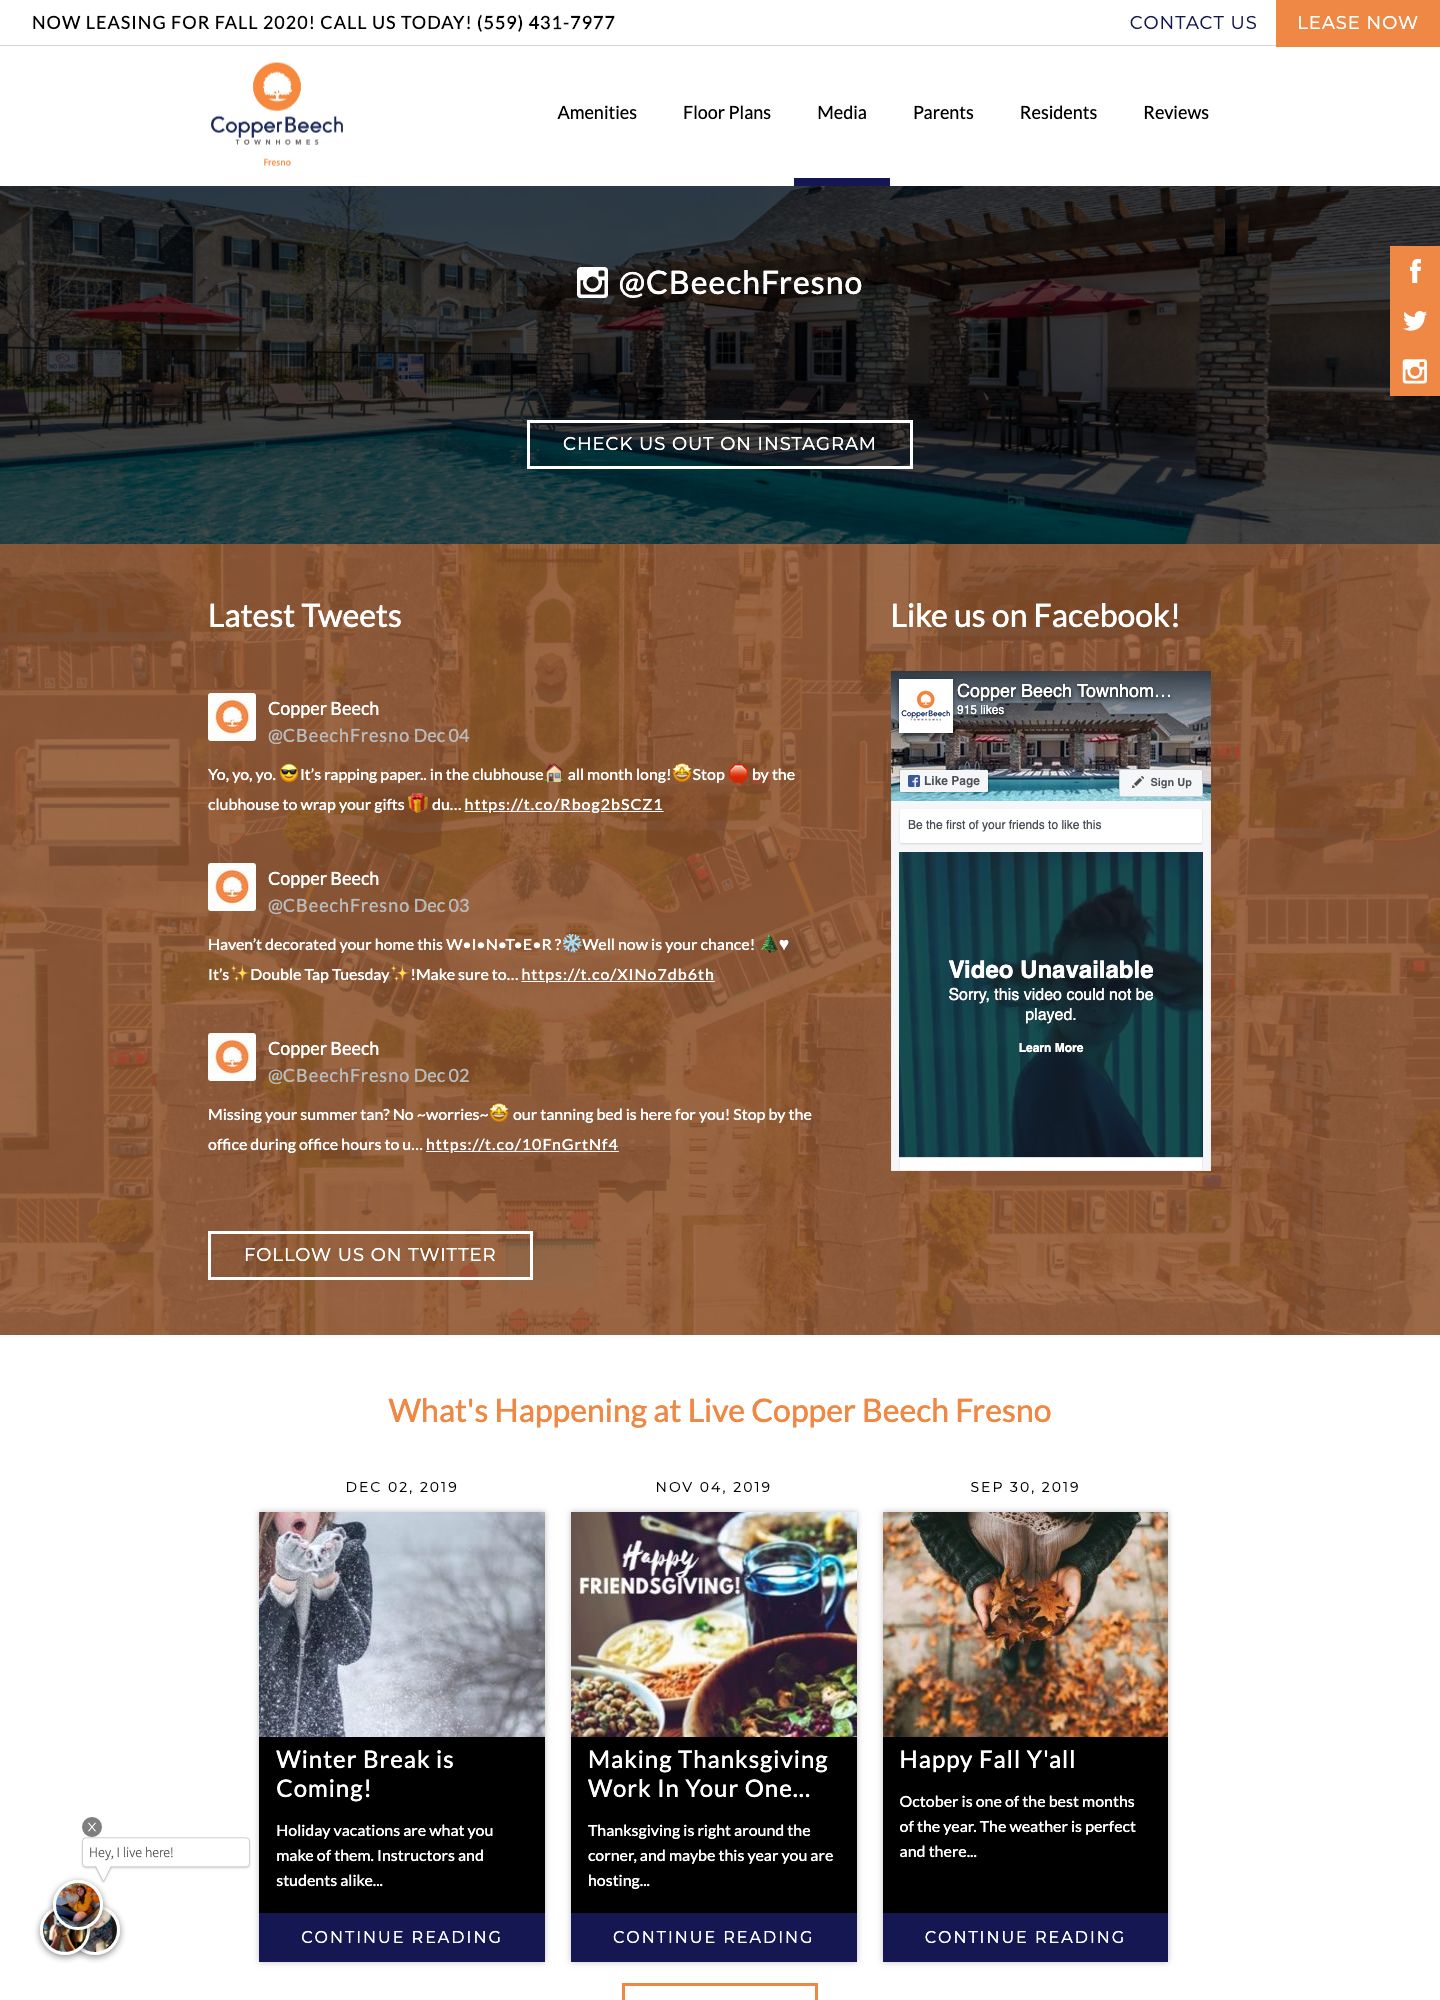 NOW LEASING FOR FALL 2020! CALL US TODAY! (559) 431-7977
CONTACT US
LEASE NOW
CopperBeech
TOWNHOMES
Fresno
Amenities
Floor Plans
Media
Parents
Residents
Reviews
@CBeechFresno
CHECK US OUT ON INSTAGRAM
Latest Tweets
Copper Beech
@CBeechFresno Dec 04
Yo, yo, yo. 😎It's rapping paper.. in the clubhouse🏠 all month long!🤩Stop 🛑 by the
clubhouse to wrap your gifts 🎁 du... https://t.co/Rbog2bSCZ1
Copper Beech
@CBeechFresno Dec 03
Haven't decorated your home this W•I•N•T•E•R ?❄️Well now is your chance! 🎄♥
It's✨Double Tap Tuesday✨!Make sure to... https://t.co/XINo7db6th
Copper Beech
@CBeechFresno Dec 02
Missing your summer tan? No ~worries~🤩 our tanning bed is here for you! Stop by the
office during office hours to u... https://t.co/10FnGrtNf4
FOLLOW US ON TWITTER
Like us on Facebook!
CopperBeech
Copper Beech Townhom...
915 likes
Like Page
Sign Up
Be the first of your friends to like this
Video Unavailable
Sorry, this video could not be
played.
Learn More
What's Happening at Live Copper Beech Fresno
DEC 02, 2019
Winter Break is
Coming!
Holiday vacations are what you
make of them. Instructors and
students alike...
CONTINUE READING
NOV 04, 2019
Happy
FRIENDSGIVING!
Making Thanksgiving
Work In Your One...
Thanksgiving is right around the
corner, and maybe this year you are
hosting...
CONTINUE READING
SEP 30, 2019
Happy Fall Y'all
October is one of the best months
of the year. The weather is perfect
and there...
CONTINUE READING
X
Hey, I live here!